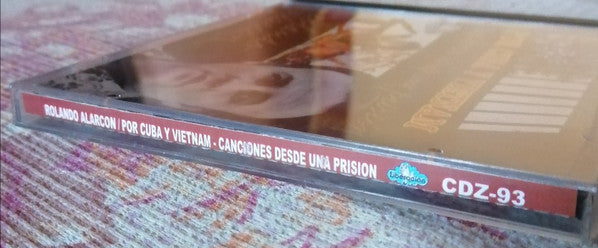 ROLANDO ALARCON / POR CUBA Y VIETNAM - CANCIONES DESDE UNA PRISION
CDZ-93